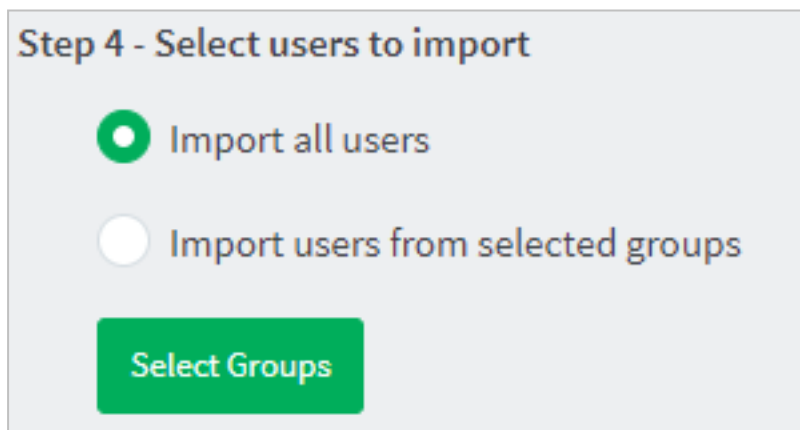 Step 4 - Select users to import
Import all users
Import users from selected groups
Select Groups